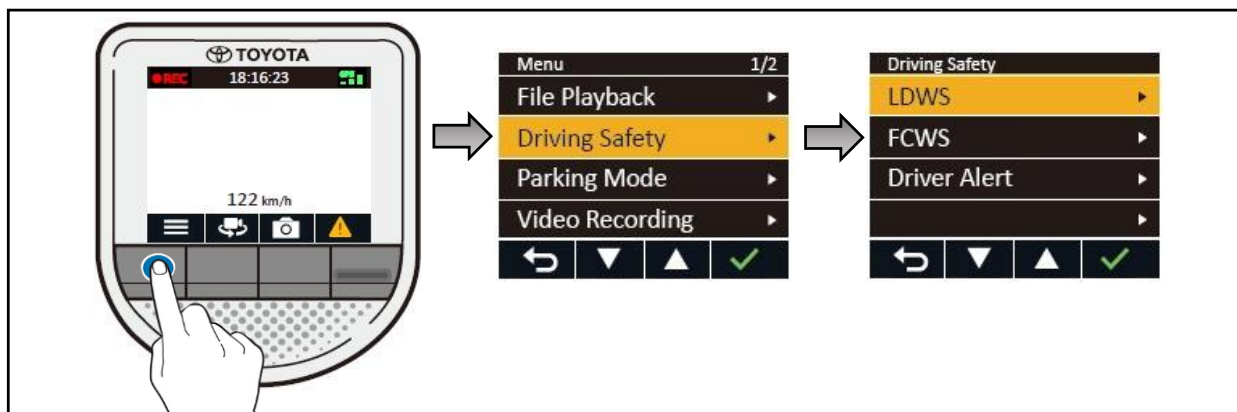 TOYOTA
REC 18:16:23
122 km/h
Menu 1/2
File Playback
Driving Safety
Parking Mode
Video Recording
Driving Safety
LDWS
FCWS
Driver Alert